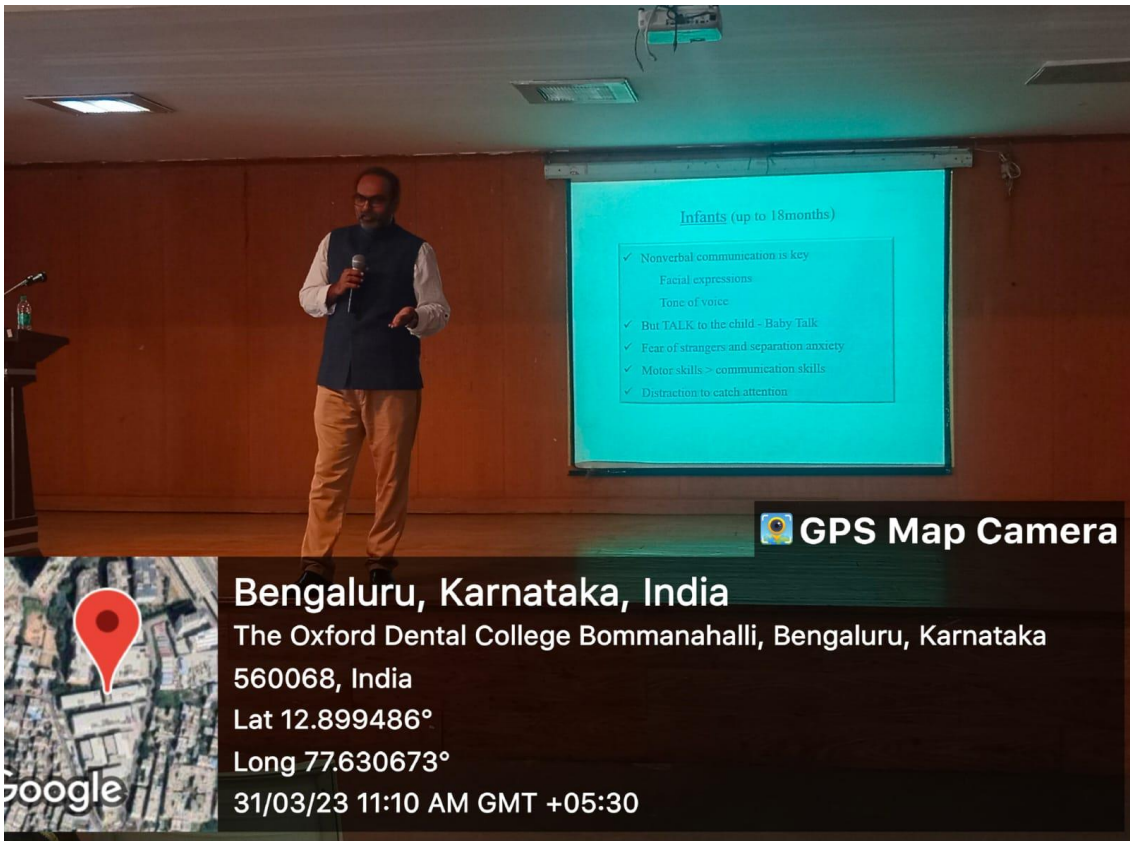 Infants (up to 18months)
✓ Nonverbal communication is key
Facial expressions
Tone of voice
✓ But TALK to the child - Baby Talk
✓ Fear of strangers and separation anxiety
✓ Motor skills > communication skills
✓ Distraction to catch attention
GPS Map Camera
Bengaluru, Karnataka, India
The Oxford Dental College Bommanahalli, Bengaluru, Karnataka
560068, India
Lat 12.899486°
Long 77.630673°
31/03/23 11:10 AM GMT +05:30
Google